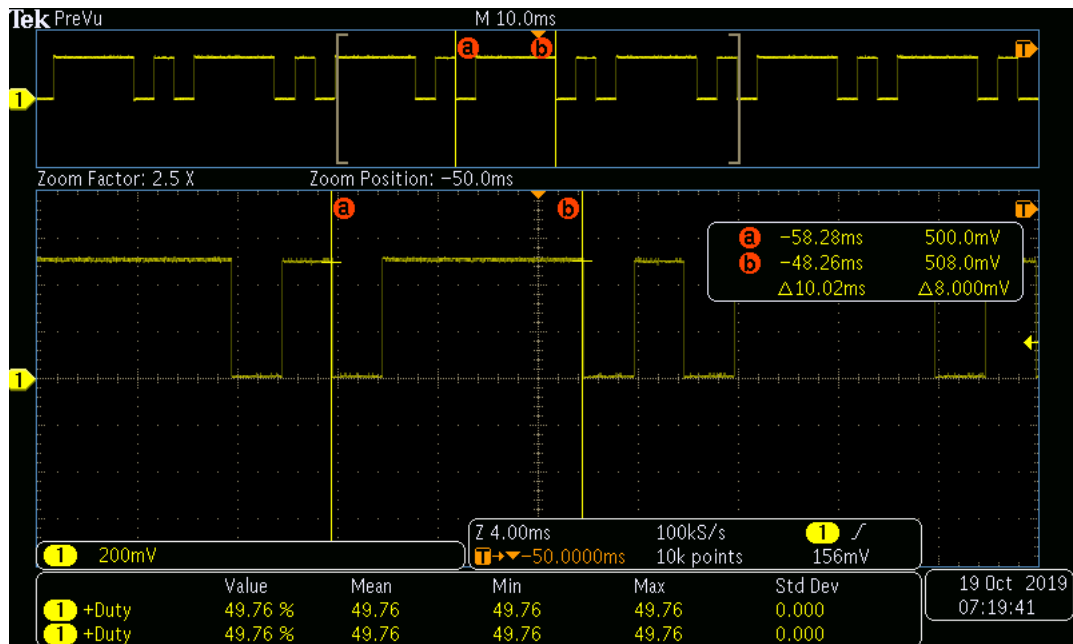 Tek PreVu M 10.0ms
a b T
1
Zoom Factor: 2.5 X Zoom Position: -50.0ms
a b T
a -58.28ms 500.0mV
b -48.26ms 508.0mV
Δ10.02ms Δ8.000mV
1
Z 4.00ms 100kS/s 1
1 200mV T→▼-50.0000ms 10k points 156mV
Value Mean Min Max Std Dev
1 +Duty 49.76 % 49.76 49.76 49.76 0.000
1 +Duty 49.76 % 49.76 49.76 49.76 0.000
19 Oct 2019
07:19:41